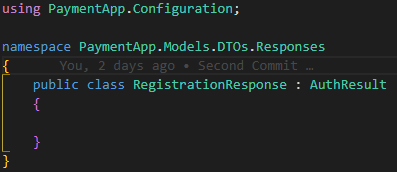 using PaymentApp.Configuration;
namespace PaymentApp.Models.DTOs.Responses
{
You, 2 days ago • Second Commit …
public class RegistrationResponse : AuthResult
{
}
}